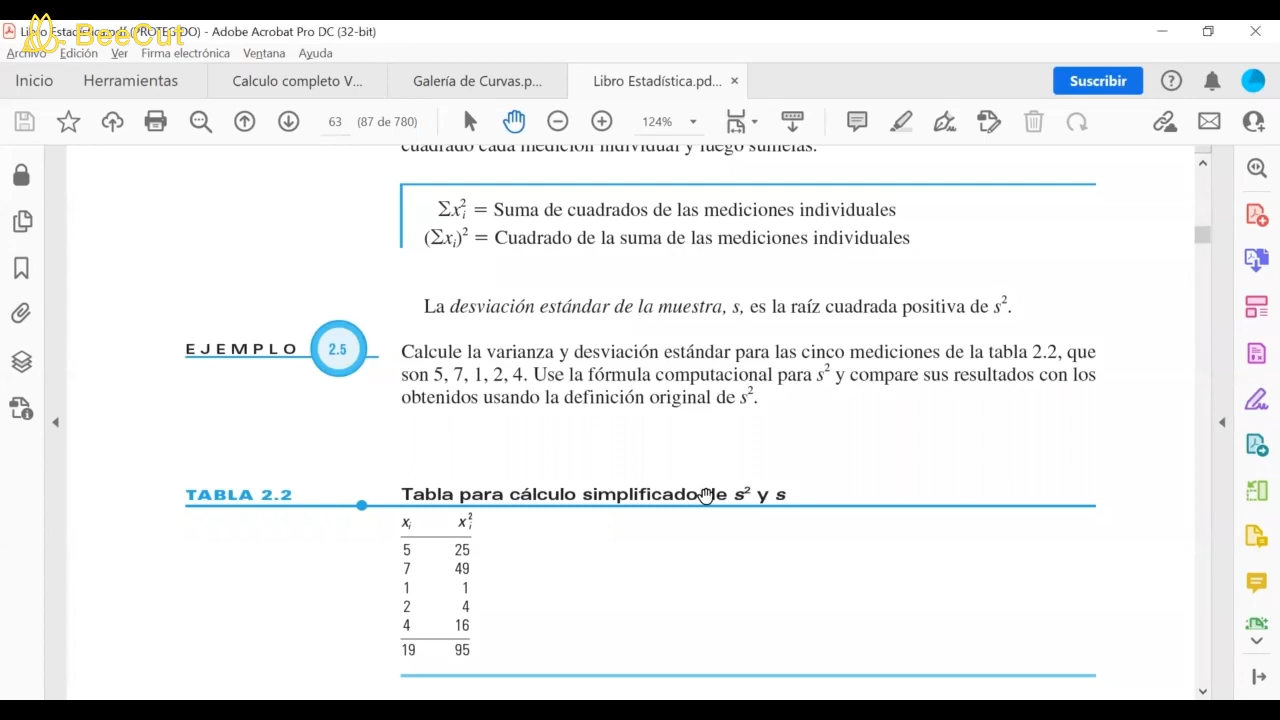 Libro Estadística.pdf (PROTEGIDO) - Adobe Acrobat Pro DC (32-bit)
BeeCut
Archivo Edición Ver Firma electrónica Ventana Ayuda
Inicio Herramientas Calculo completo V... Galería de Curvas.p... Libro Estadística.pd... × Suscribir
63 (87 de 780) 124%
cuadrado cada medición individual y luego súmelas.
Σx_i² = Suma de cuadrados de las mediciones individuales
(Σx_i)² = Cuadrado de la suma de las mediciones individuales
La desviación estándar de la muestra, s, es la raíz cuadrada positiva de s².
EJEMPLO 2.5
Calcule la varianza y desviación estándar para las cinco mediciones de la tabla 2.2, que
son 5, 7, 1, 2, 4. Use la fórmula computacional para s² y compare sus resultados con los
obtenidos usando la definición original de s².
TABLA 2.2 Tabla para cálculo simplificado de s² y s
x_i x_i²
5 25
7 49
1 1
2 4
4 16
19 95